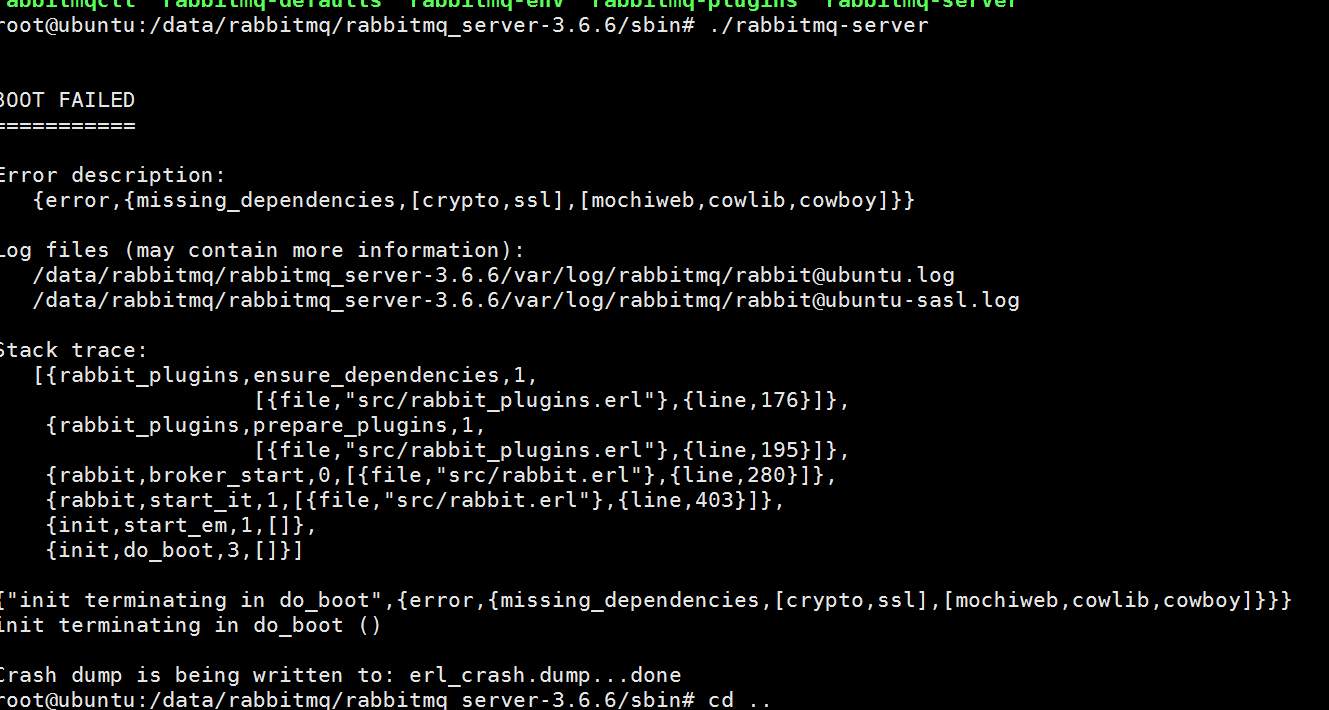 rabbitmqctl  rabbitmq-defaults  rabbitmq-env  rabbitmq-plugins  rabbitmq-server
root@ubuntu:/data/rabbitmq/rabbitmq_server-3.6.6/sbin# ./rabbitmq-server
BOOT FAILED
===========
Error description:
   {error,{missing_dependencies,[crypto,ssl],[mochiweb,cowlib,cowboy]}}
Log files (may contain more information):
   /data/rabbitmq/rabbitmq_server-3.6.6/var/log/rabbitmq/rabbit@ubuntu.log
   /data/rabbitmq/rabbitmq_server-3.6.6/var/log/rabbitmq/rabbit@ubuntu-sasl.log
Stack trace:
   [{rabbit_plugins,ensure_dependencies,1,
                    [{file,"src/rabbit_plugins.erl"},{line,176}]},
    {rabbit_plugins,prepare_plugins,1,
                    [{file,"src/rabbit_plugins.erl"},{line,195}]},
    {rabbit,broker_start,0,[{file,"src/rabbit.erl"},{line,280}]},
    {rabbit,start_it,1,[{file,"src/rabbit.erl"},{line,403}]},
    {init,start_em,1,[]},
    {init,do_boot,3,[]}]
{"init terminating in do_boot",{error,{missing_dependencies,[crypto,ssl],[mochiweb,cowlib,cowboy]}}}
init terminating in do_boot ()
Crash dump is being written to: erl_crash.dump...done
root@ubuntu:/data/rabbitmq/rabbitmq_server-3.6.6/sbin# cd ..